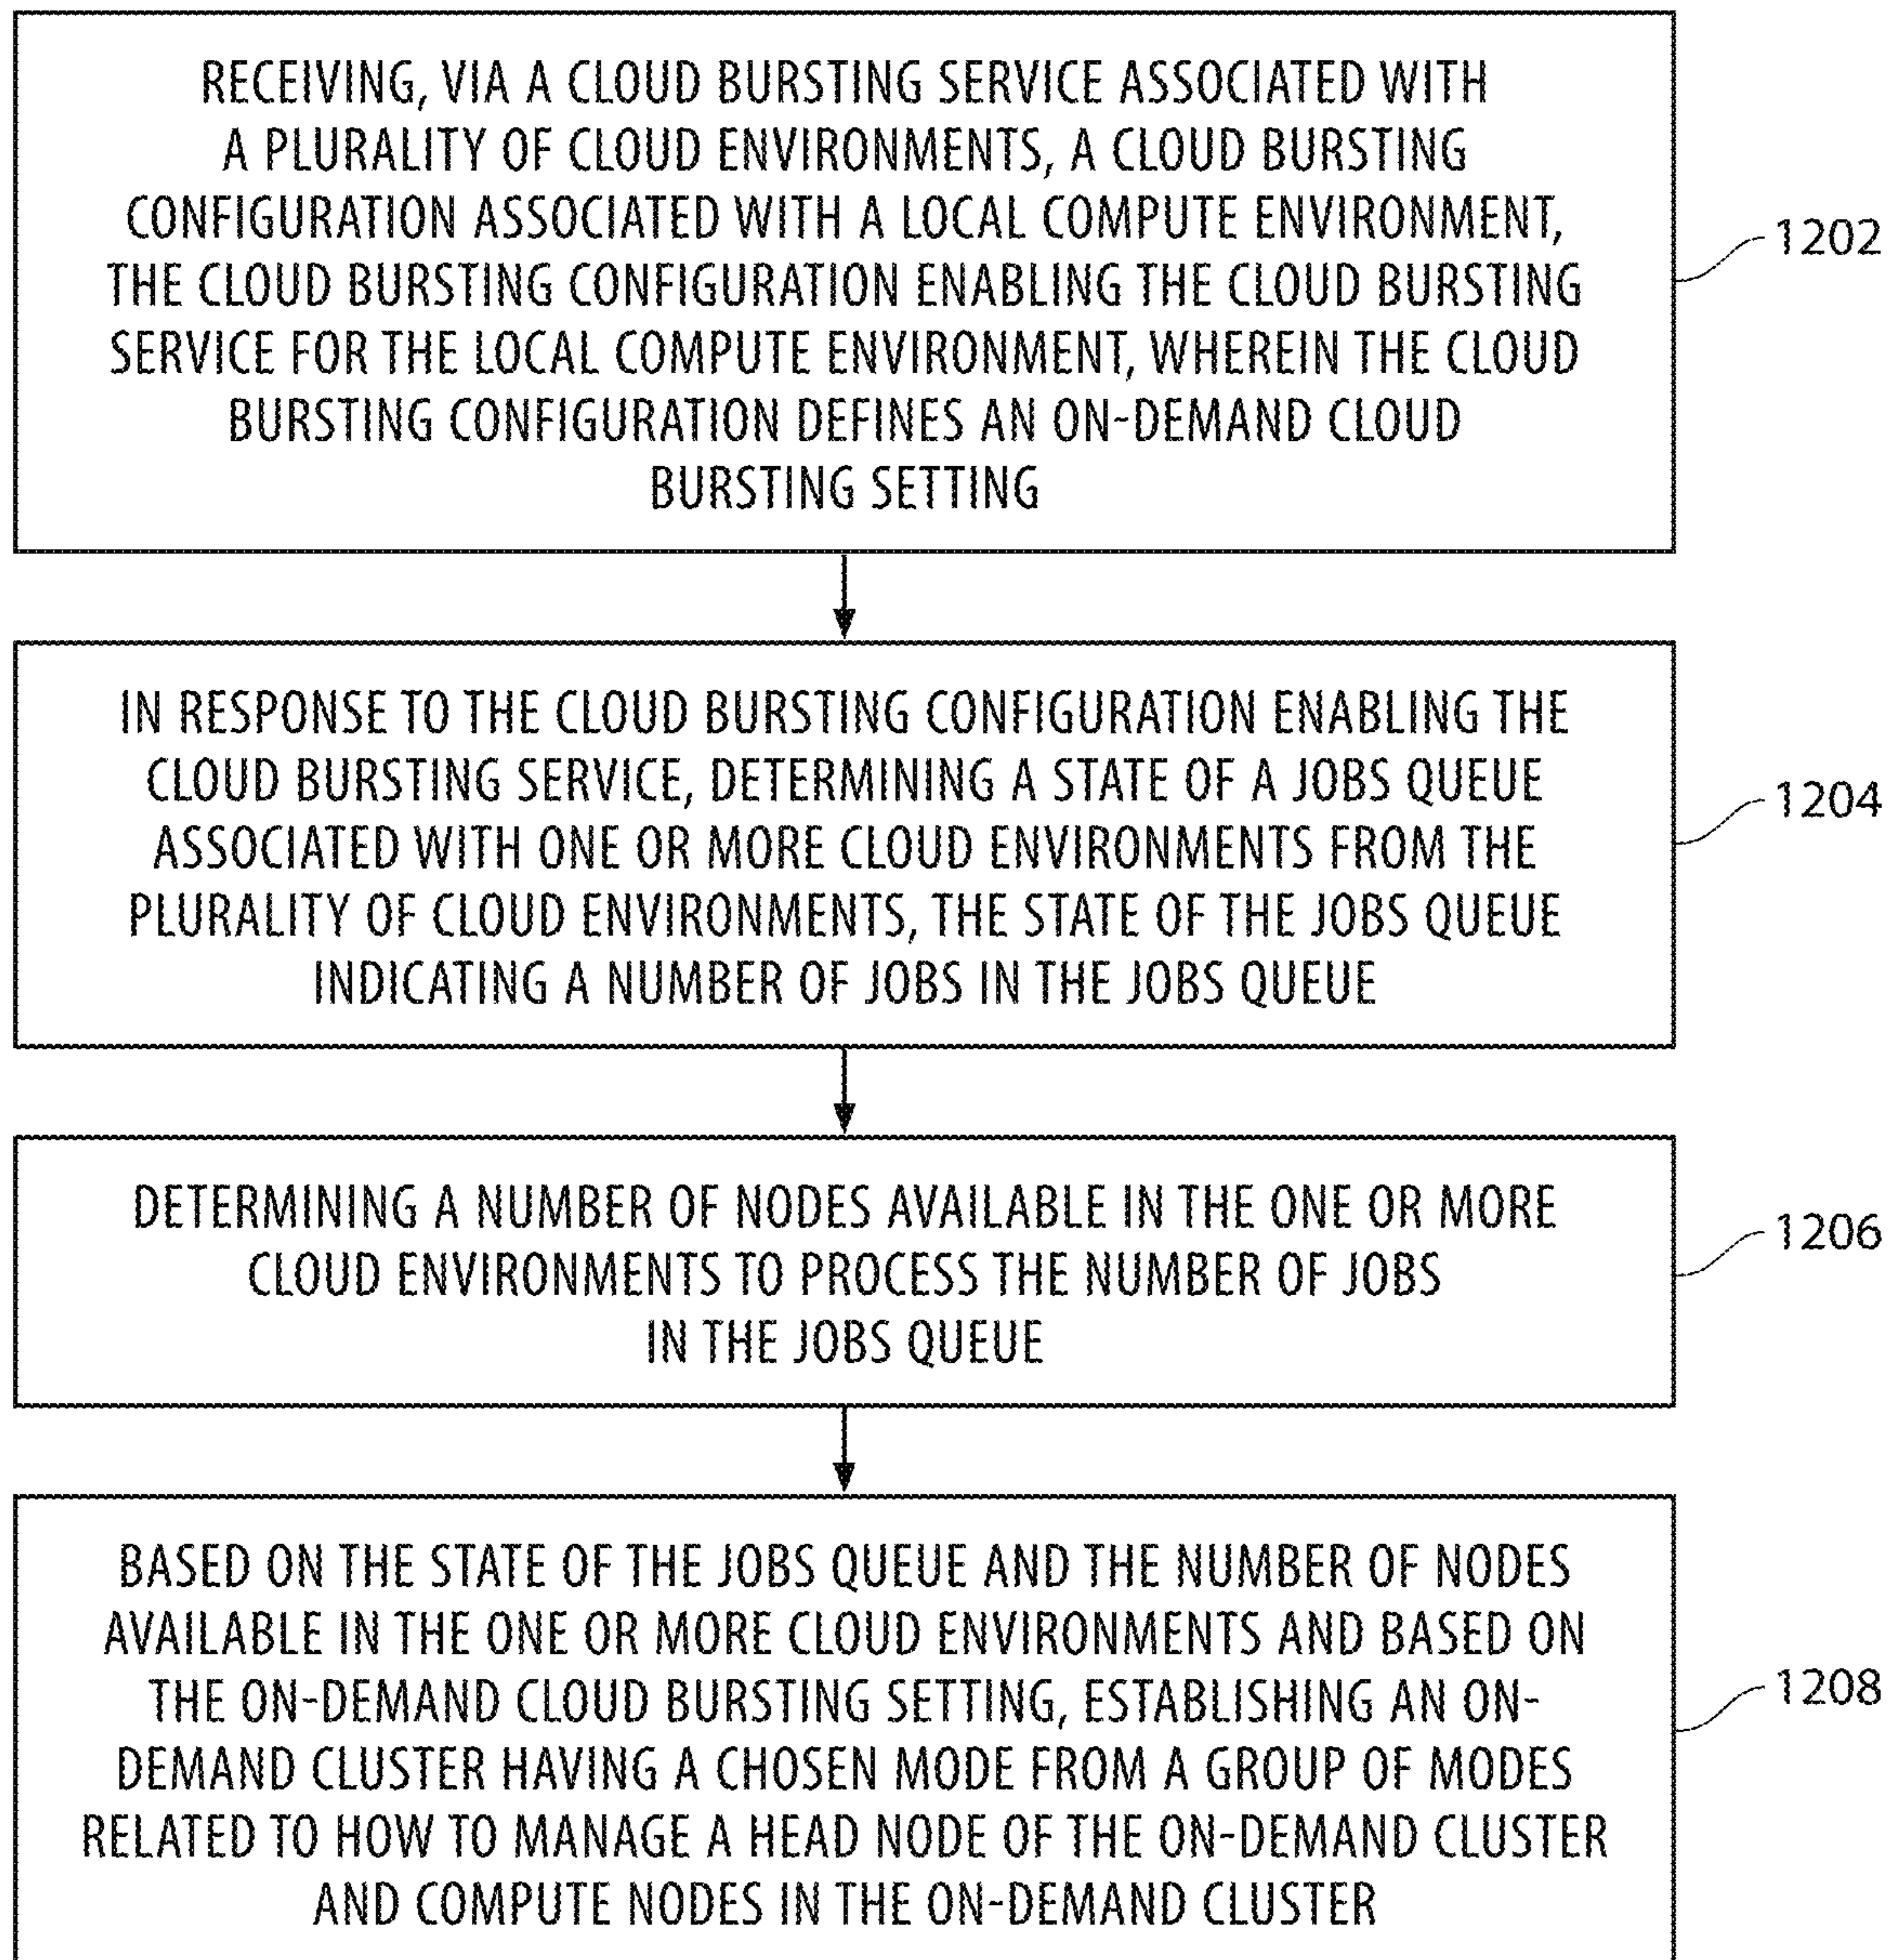 RECEIVING, VIA A CLOUD BURSTING SERVICE ASSOCIATED WITH
A PLURALITY OF CLOUD ENVIRONMENTS, A CLOUD BURSTING
CONFIGURATION ASSOCIATED WITH A LOCAL COMPUTE ENVIRONMENT,
THE CLOUD BURSTING CONFIGURATION ENABLING THE CLOUD BURSTING
SERVICE FOR THE LOCAL COMPUTE ENVIRONMENT, WHEREIN THE CLOUD
BURSTING CONFIGURATION DEFINES AN ON-DEMAND CLOUD
BURSTING SETTING
1202
IN RESPONSE TO THE CLOUD BURSTING CONFIGURATION ENABLING THE
CLOUD BURSTING SERVICE, DETERMINING A STATE OF A JOBS QUEUE
ASSOCIATED WITH ONE OR MORE CLOUD ENVIRONMENTS FROM THE
PLURALITY OF CLOUD ENVIRONMENTS, THE STATE OF THE JOBS QUEUE
INDICATING A NUMBER OF JOBS IN THE JOBS QUEUE
1204
DETERMINING A NUMBER OF NODES AVAILABLE IN THE ONE OR MORE
CLOUD ENVIRONMENTS TO PROCESS THE NUMBER OF JOBS
IN THE JOBS QUEUE
1206
BASED ON THE STATE OF THE JOBS QUEUE AND THE NUMBER OF NODES
AVAILABLE IN THE ONE OR MORE CLOUD ENVIRONMENTS AND BASED ON
THE ON-DEMAND CLOUD BURSTING SETTING, ESTABLISHING AN ON-
DEMAND CLUSTER HAVING A CHOSEN MODE FROM A GROUP OF MODES
RELATED TO HOW TO MANAGE A HEAD NODE OF THE ON-DEMAND CLUSTER
AND COMPUTE NODES IN THE ON-DEMAND CLUSTER
1208